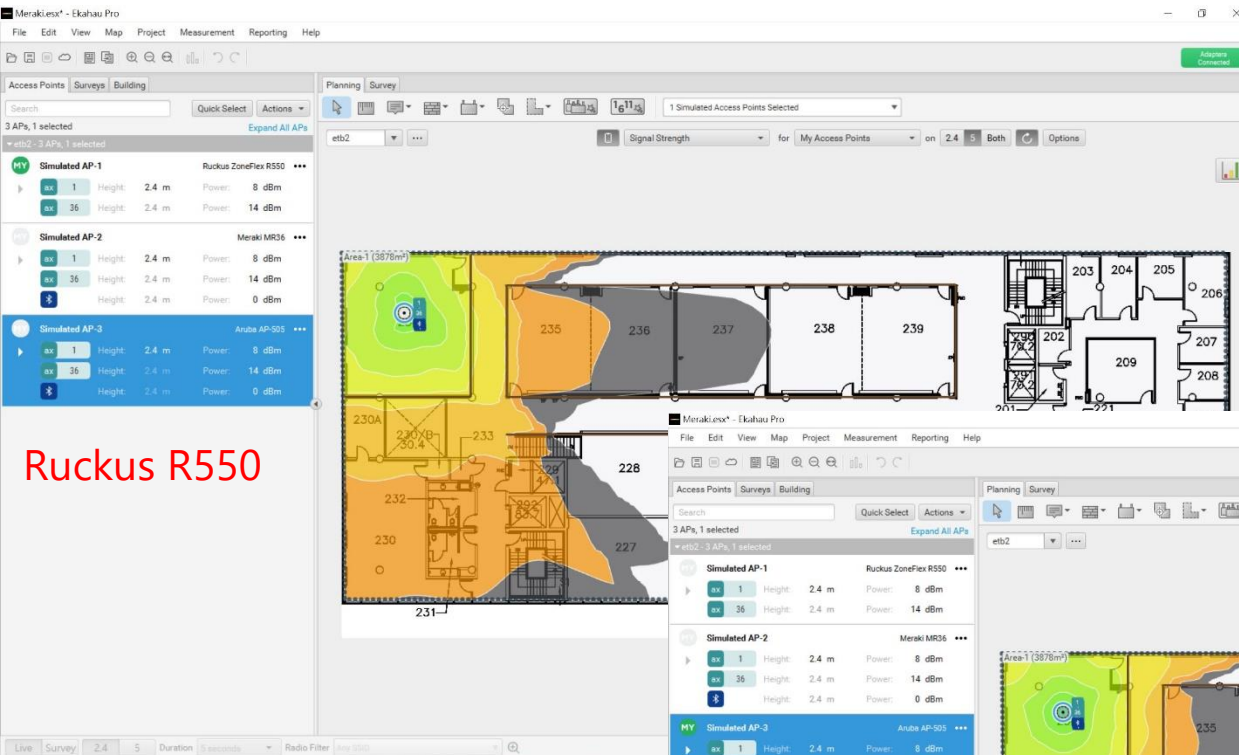 Meraki.esx* - Ekahau Pro
File Edit View Map Project Measurement Reporting Help
Adapters Connected
Access Points Surveys Building
Search Quick Select Actions
3 APs, 1 selected Expand All APs
etb2 - 3 APs, 1 selected
MY Simulated AP-1 Ruckus ZoneFlex R550 •••
ax 1 Height: 2.4 m Power: 8 dBm
ax 36 Height: 2.4 m Power: 14 dBm
MY Simulated AP-2 Meraki MR36 •••
ax 1 Height: 2.4 m Power: 8 dBm
ax 36 Height: 2.4 m Power: 14 dBm
Height: 2.4 m Power: 0 dBm
MY Simulated AP-3 Aruba AP-505 •••
ax 1 Height: 2.4 m Power: 8 dBm
ax 36 Height: 2.4 m Power: 14 dBm
Height: 2.4 m Power: 0 dBm
Ruckus R550
Live Survey 2.4 5 Duration 5 seconds Radio Filter Any SSID
Planning Survey
1 6 11 1 Simulated Access Points Selected
etb2 ••• Signal Strength for My Access Points on 2.4 5 Both Options
Area-1 (3878m²)
203 204 205
206
235 236 237 238 239
202 207
209
208
201 221
230A
230B
30.4
233
228
232
230
227
231
Meraki.esx* - Ekahau Pro
File Edit View Map Project Measurement Reporting Help
Access Points Surveys Building
Search Quick Select Actions
3 APs, 1 selected Expand All APs
etb2 - 3 APs, 1 selected
Simulated AP-1 Ruckus ZoneFlex R550 •••
ax 1 Height: 2.4 m Power: 8 dBm
ax 36 Height: 2.4 m Power: 14 dBm
Simulated AP-2 Meraki MR36 •••
ax 1 Height: 2.4 m Power: 8 dBm
ax 36 Height: 2.4 m Power: 14 dBm
Height: 2.4 m Power: 0 dBm
MY Simulated AP-3 Aruba AP-505 •••
ax 1 Height: 2.4 m Power: 8 dBm
Planning Survey
etb2 •••
Area-1 (3878m²)
235